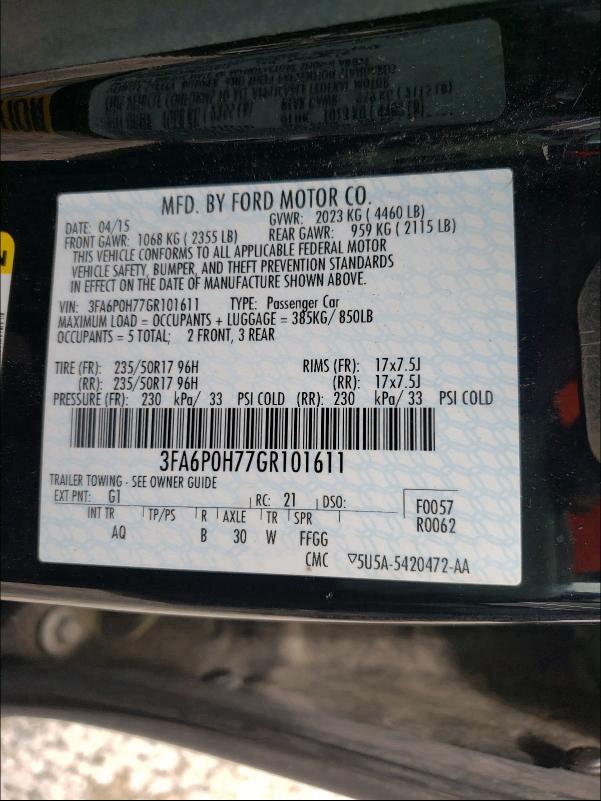 MFD. BY FORD MOTOR CO.
DATE: 04/15 GVWR: 2023 KG ( 4460 LB)
FRONT GAWR: 1068 KG ( 2355 LB) REAR GAWR: 959 KG ( 2115 LB)
THIS VEHICLE CONFORMS TO ALL APPLICABLE FEDERAL MOTOR
VEHICLE SAFETY, BUMPER, AND THEFT PREVENTION STANDARDS
IN EFFECT ON THE DATE OF MANUFACTURE SHOWN ABOVE.
VIN: 3FA6P0H77GR101611 TYPE: Passenger Car
MAXIMUM LOAD = OCCUPANTS + LUGGAGE = 385KG/ 850LB
OCCUPANTS = 5 TOTAL; 2 FRONT, 3 REAR
TIRE (FR): 235/50R17 96H RIMS (FR): 17x7.5J
(RR): 235/50R17 96H (RR): 17x7.5J
PRESSURE (FR): 230 kPa/ 33 PSI COLD (RR): 230 kPa/ 33 PSI COLD
3FA6P0H77GR101611
TRAILER TOWING - SEE OWNER GUIDE
EXT PNT: G1 RC: 21 DSO: F0057
R0062
INT TR TP/PS R AXLE TR SPR
AQ B 30 W FFGG
CMC ▽5U5A-5420472-AA